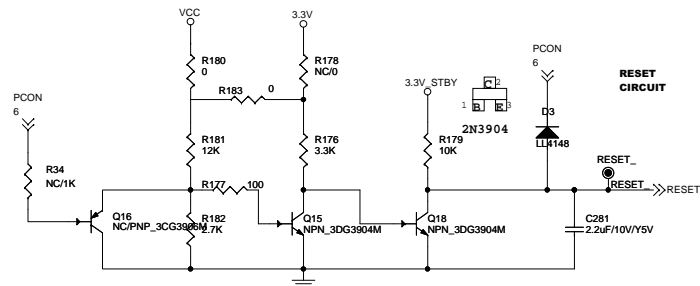 VCC
3.3V
R180
0
R178
NC/0
PCON
6
RESET
CIRCUIT
R183
0
3.3V_STBY
C
2
1
B
E
3
2N3904
PCON
6
D3
LL4148
R181
12K
R176
3.3K
R179
10K
R34
NC/1K
R177
100
RESET_
RESET_
RESET
Q16
NC/PNP_3CG3906M
R182
2.7K
Q15
NPN_3DG3904M
Q18
NPN_3DG3904M
C281
2.2uF/10V/Y5V